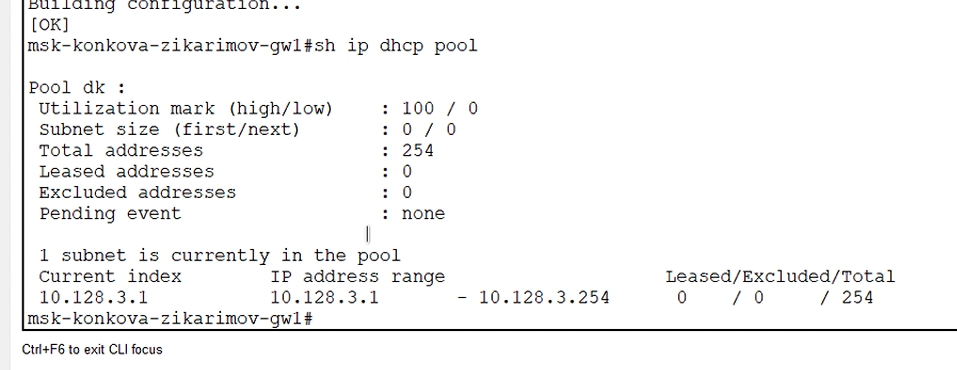 Building configuration...
[OK]
msk-konkova-zikarimov-gw1#sh ip dhcp pool
Pool dk :
Utilization mark (high/low) : 100 / 0
Subnet size (first/next) : 0 / 0
Total addresses : 254
Leased addresses : 0
Excluded addresses : 0
Pending event : none
1 subnet is currently in the pool
Current index IP address range Leased/Excluded/Total
10.128.3.1 10.128.3.1 - 10.128.3.254 0 / 0 / 254
msk-konkova-zikarimov-gw1#
Ctrl+F6 to exit CLI focus